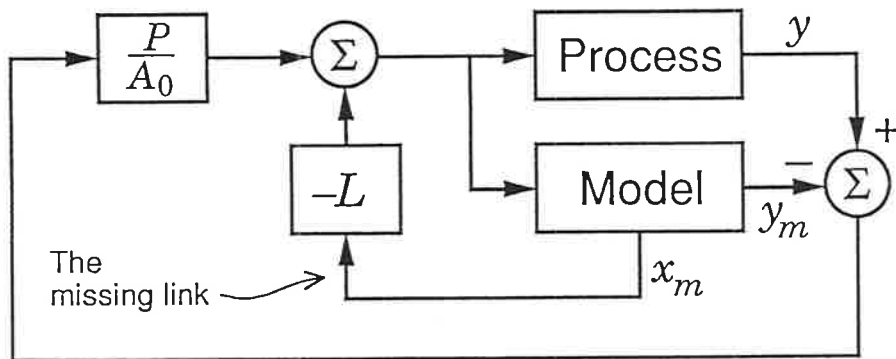 P
A₀
Σ
Process
y
+
−
Σ
−L
Model
yₘ
xₘ
The
missing link